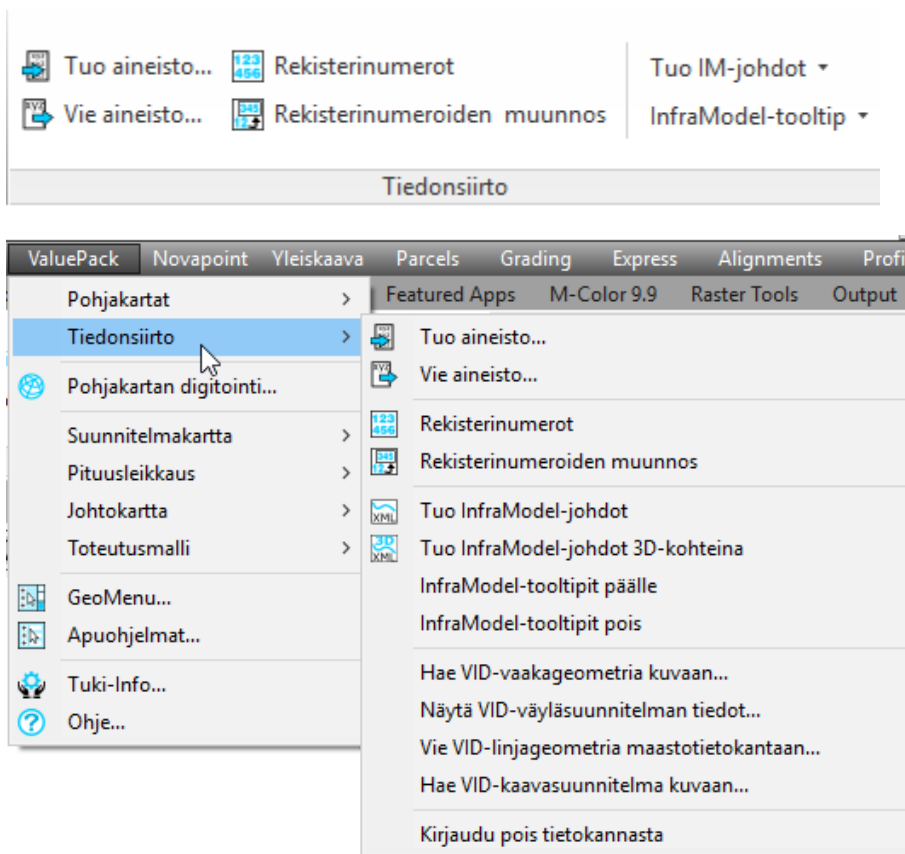 Tuo aineisto... Rekisterinumerot Tuo IM-johdot
Vie aineisto... Rekisterinumeroiden muunnos InfraModel-tooltip
Tiedonsiirto
ValuePack Novapoint Yleiskaava Parcels Grading Express Alignments Profi
Featured Apps M-Color 9.9 Raster Tools Output
Pohjakartat
Tiedonsiirto
Pohjakartan digitointi...
Suunnitelmakartta
Pituusleikkaus
Johtokartta
Toteutusmalli
GeoMenu...
Apuohjelmat...
Tuki-Info...
Ohje...
Tuo aineisto...
Vie aineisto...
Rekisterinumerot
Rekisterinumeroiden muunnos
Tuo InfraModel-johdot
Tuo InfraModel-johdot 3D-kohteina
InfraModel-tooltipit päälle
InfraModel-tooltipit pois
Hae VID-vaakageometria kuvaan...
Näytä VID-väyläsuunnitelman tiedot...
Vie VID-linjageometria maastotietokantaan...
Hae VID-kaavasuunnitelma kuvaan...
Kirjaudu pois tietokannasta